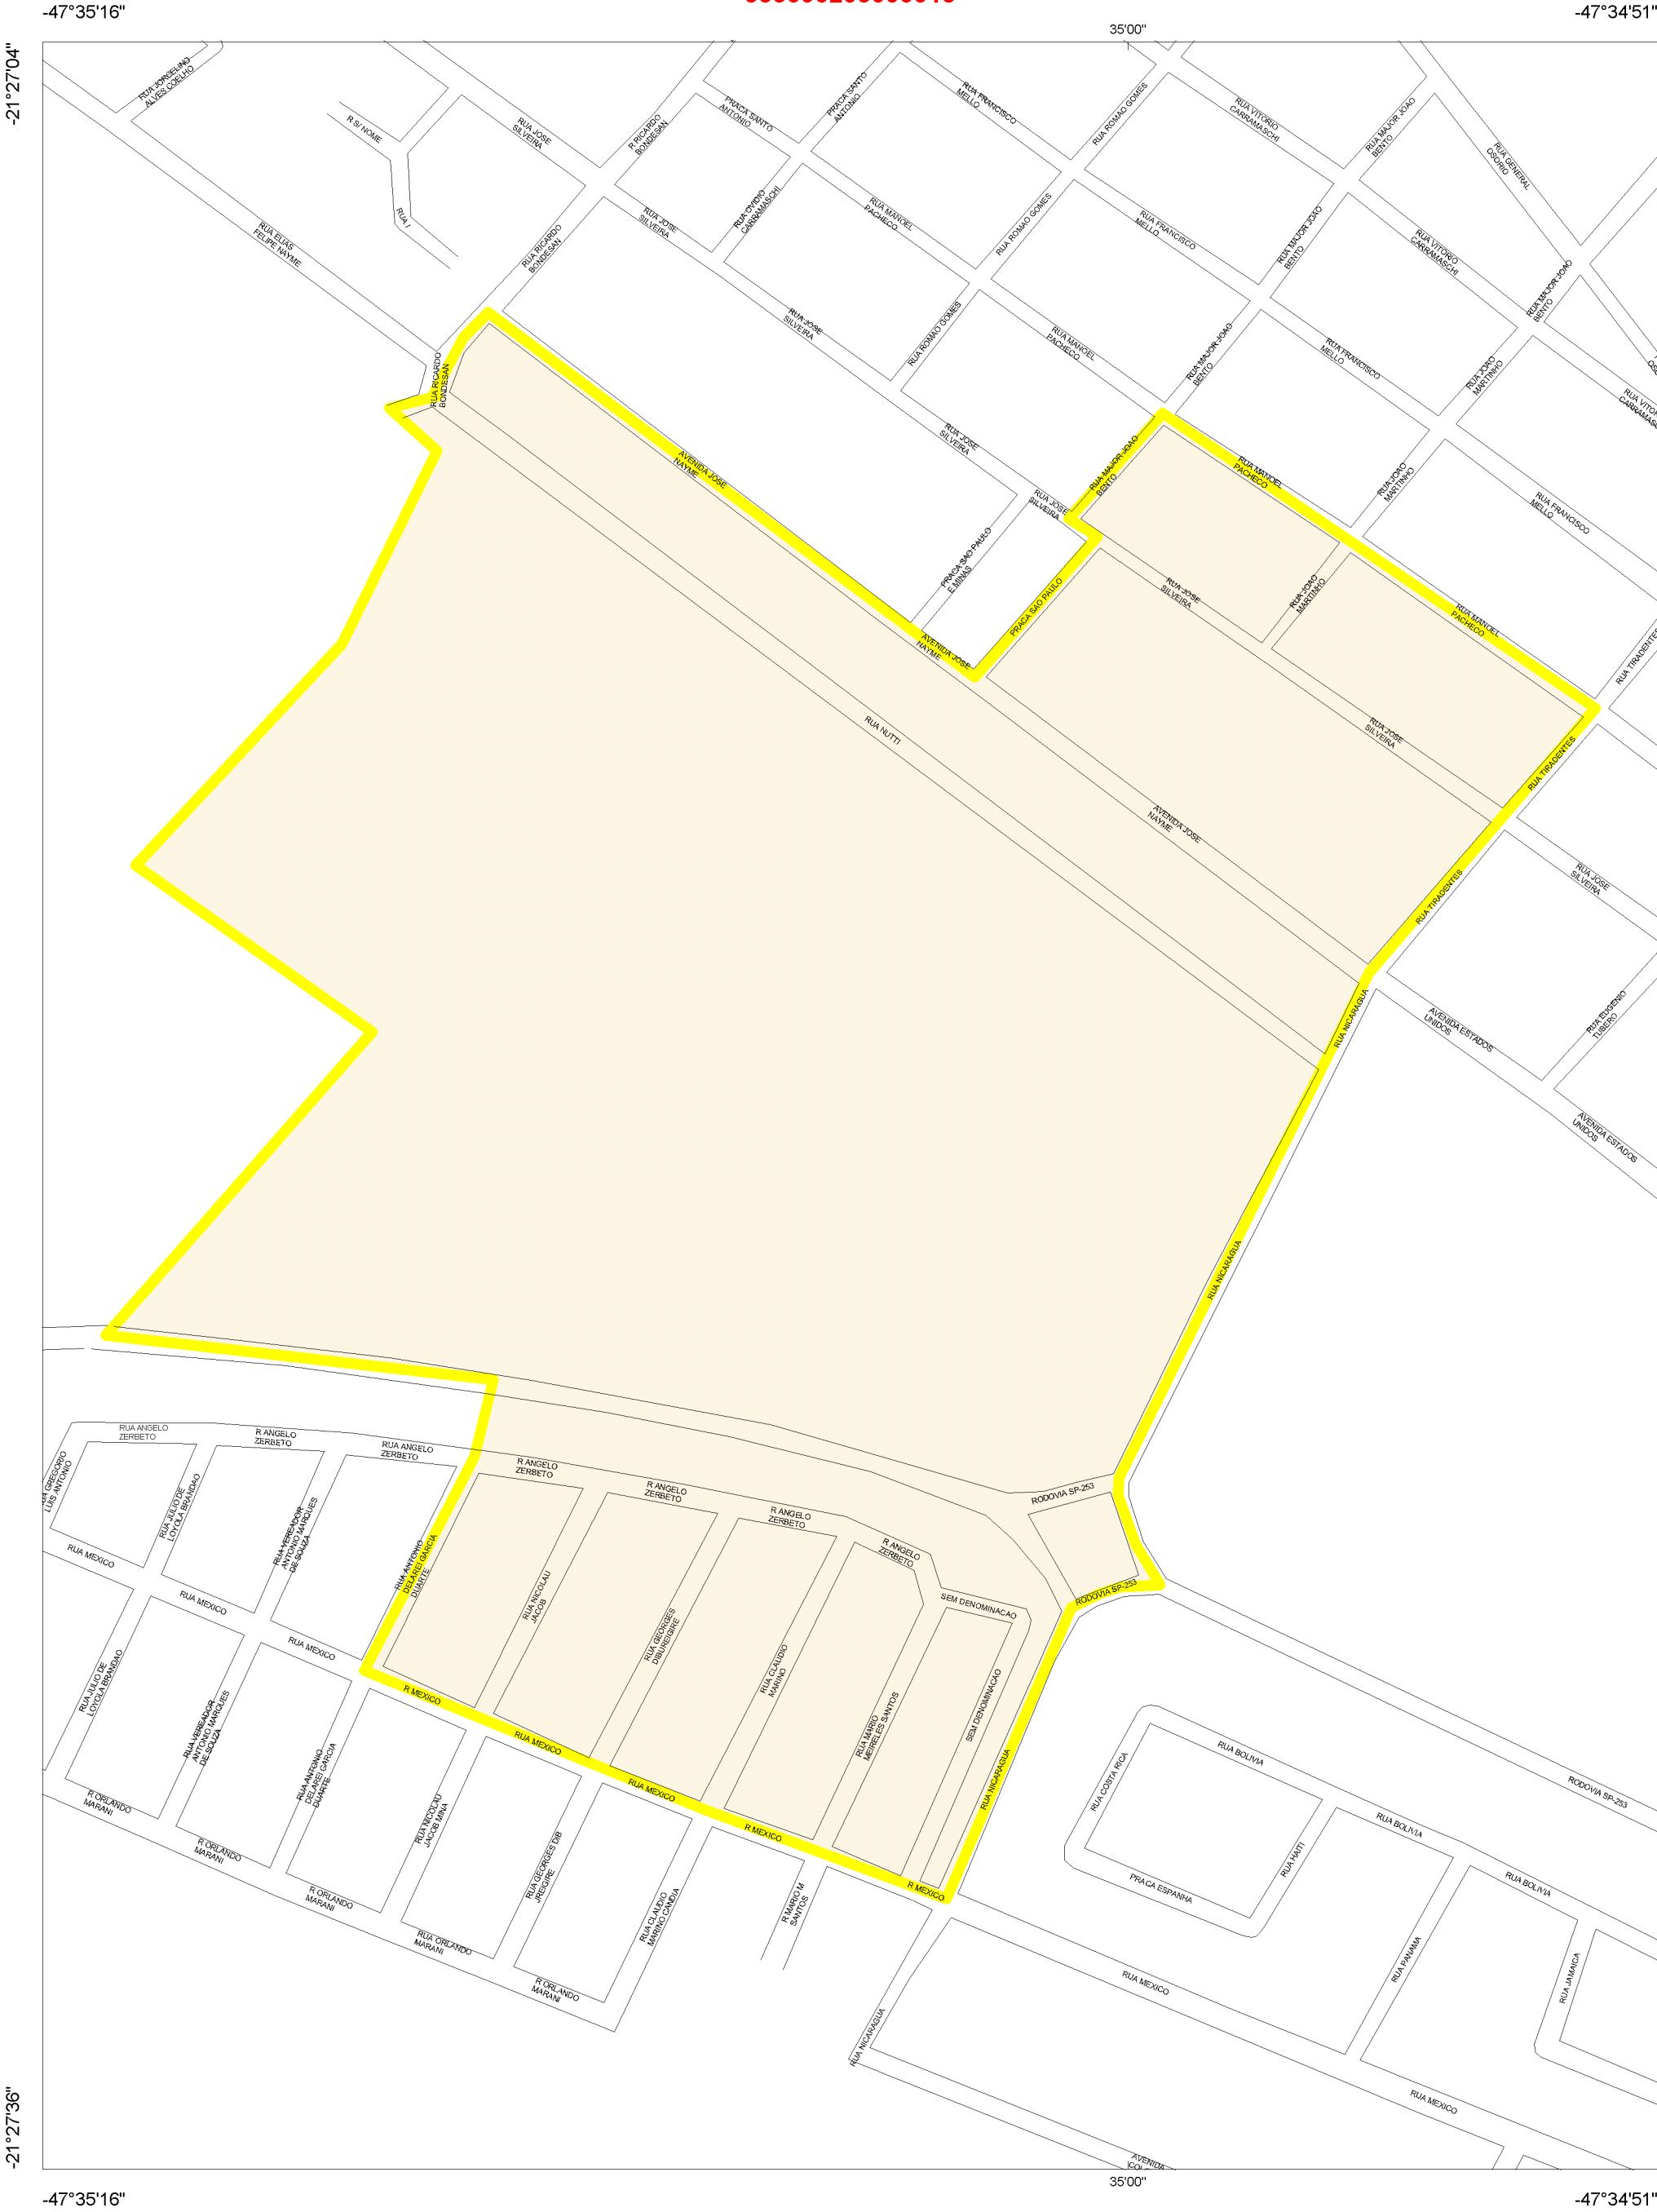 -47°35'16"
-47°34'51"
35'00"
-21°27'04"
RUA JORGELINO
ALVES COELHO
R S/ NOME
RUA I
RUA JOSE
SILVEIRA
R RICARDO
BONDESAN
PRACA SANTO
ANTONIO
PRACA SANTO
ANTONIO
RUA FRANCISCO
MELLO
RUA ROMAO GOMES
RUA VITORIO
CARRAMASCHI
RUA MAJOR JOAO
BENTO
RUA GENERAL
OSORIO
RUA ELIAS
FELIPE NAYME
RUA RICARDO
BONDESAN
RUA JOSE
SILVEIRA
RUA OVIDIO
CARRAMASCHI
RUA MANOEL
PACHECO
RUA ROMAO GOMES
RUA FRANCISCO
MELLO
RUA MAJOR JOAO
BENTO
RUA VITORIO
CARRAMASCHI
RUA MAJOR JOAO
BENTO
RUA RICARDO
BONDESAN
RUA JOSE
SILVEIRA
RUA ROMAO GOMES
RUA MANOEL
PACHECO
RUA MAJOR JOAO
BENTO
RUA FRANCISCO
MELLO
RUA JOAO
MARTINHO
RUA VITOR
CARRAMAS
AVENIDA JOSE
NAYME
RUA JOSE
SILVEIRA
RUA MAJOR JOAO
BENTO
RUA MANOEL
PACHECO
RUA JOAO
MARTINHO
RUA FRANCISCO
MELLO
RUA JOSE
SILVEIRA
PRACA SAO PAULO
E MINAS
PRACA SAO PAULO
RUA JOSE
SILVEIRA
RUA JOAO
MARTINHO
RUA MANOEL
PACHECO
RUA TIRADENTES
AVENIDA JOSE
NAYME
RUA NUTTI
RUA JOSE
SILVEIRA
RUA TIRADENTES
AVENIDA JOSE
NAYME
RUA TIRADENTES
RUA JOSE
SILVEIRA
RUA NICARAGUA
AVENIDA ESTADOS
UNIDOS
RUA EUGENIO
TUBERO
AVENIDA ESTADOS
UNIDOS
RUA NICARAGUA
RUA ANGELO
ZERBETO
R ANGELO
ZERBETO
RUA ANGELO
ZERBETO
R ANGELO
ZERBETO
R ANGELO
ZERBETO
R ANGELO
ZERBETO
R ANGELO
ZERBETO
RODOVIA SP-253
GREGORIO
LUIS ANTONIO
RUA JULIO DE
LOYOLA BRANDAO
RUA VEREADOR
ANTONIO MARQUES
DE SOUZA
RUA ANTONIO
DELAREI GARCIA
DUARTE
RUA NICOLAU
JACOB
RUA GEORGES
DIBUREIGIRE
RUA CLAUDIO
MARINO
RUA MARIO
MEIRELES SANTOS
SEM DENOMINACAO
SEM DENOMINACAO
RODOVIA SP-253
RUA MEXICO
RUA MEXICO
RUA MEXICO
R MEXICO
RUA MEXICO
RUA MEXICO
R MEXICO
R MEXICO
RUA NICARAGUA
RUA JULIO DE
LOYOLA BRANDAO
RUA VEREADOR
ANTONIO MARQUES
DE SOUZA
RUA ANTONIO
DELAREI GARCIA
DUARTE
RUA NICOLAU
JACOB MINA
RUA GEORGES DIB
JREIGIRE
RUA CLAUDIO
MARINO CANDIA
R MARIO M
SANTOS
R ORLANDO
MARANI
R ORLANDO
MARANI
R ORLANDO
MARANI
RUA ORLANDO
MARANI
R ORLANDO
MARANI
RUA COSTA RICA
RUA BOLIVIA
RUA BOLIVIA
RUA BOLIVIA
RODOVIA SP-253
PRACA ESPANHA
RUA HAITI
RUA PANAMA
RUA JAMAICA
RUA MEXICO
RUA MEXICO
RUA NICARAGUA
AVENIDA
-21°27'36"
35'00"
-47°35'16"
-47°34'51"